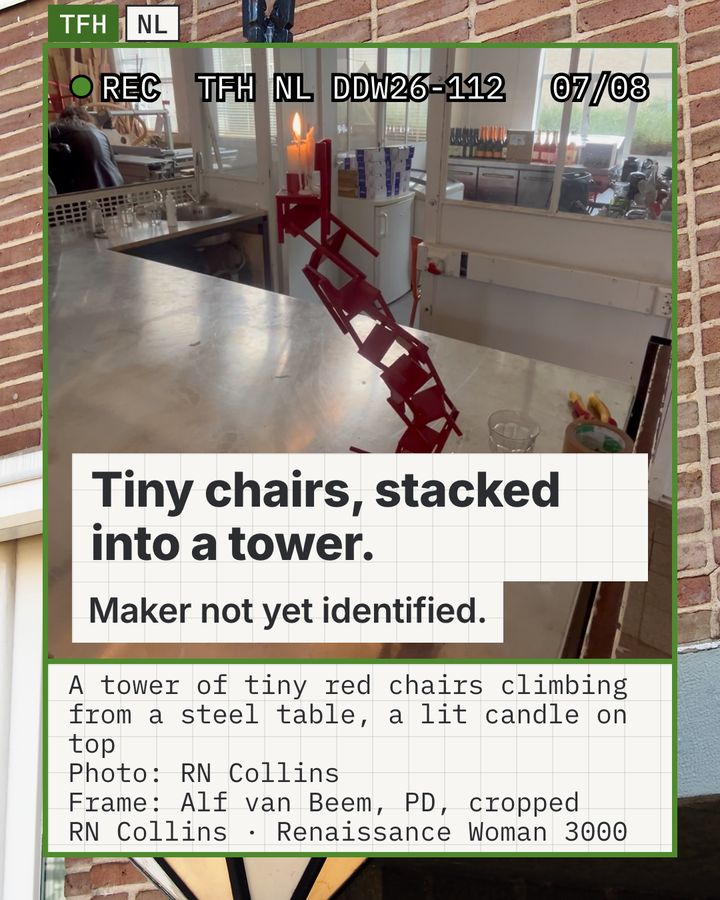 TFH NL
REC TFH NL DDW26-112 07/08
Tiny chairs, stacked
into a tower.
Maker not yet identified.
A tower of tiny red chairs climbing
from a steel table, a lit candle on
top
Photo: RN Collins
Frame: Alf van Beem, PD, cropped
RN Collins · Renaissance Woman 3000